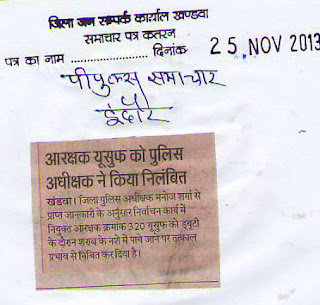 जिला जन सम्पर्क कार्याल खण्डवा
समाचार पत्र कतरन
पत्र का नाम ........................ दिनांक 25 NOV 2013
पीपुल्स समाचार
इंदौर
आरक्षक यूसुफ को पुलिस
अधीक्षक ने किया निलंबित
खंडवा। जिला पुलिस अधीक्षक मनोज शर्मा से
प्राप्त जानकारी के अनुसार निर्वाचन कार्य में
नियुक्त आरक्षक क्रमाक 320 यूसुफ को ड्यूटी
के दौरान शराब के नशे में पाये जाने पर तत्काल
प्रभाव से निंबित कर दिया है।